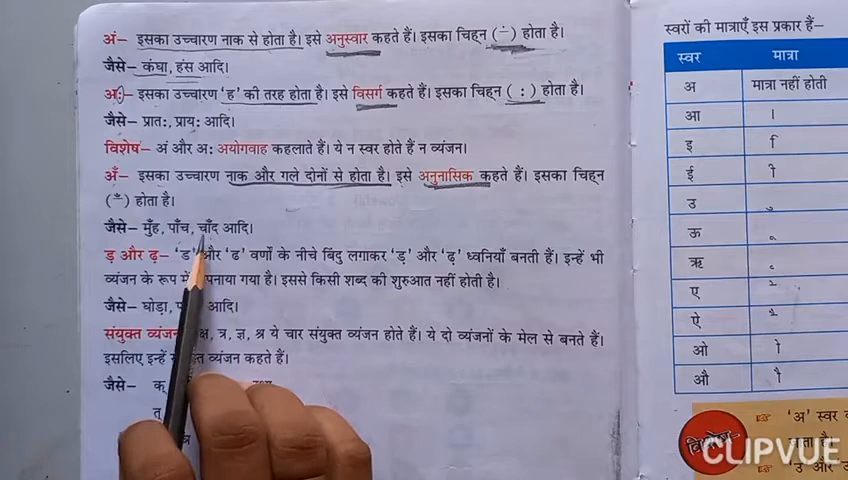 अं– इसका उच्चारण नाक से होता है। इसे अनुस्वार कहते हैं। इसका चिह्न ( ं ) होता है।
जैसे– कंघा, हंस आदि।
अः– इसका उच्चारण 'ह' की तरह होता है। इसे विसर्ग कहते हैं। इसका चिह्न ( : ) होता है।
जैसे– प्रातः, प्रायः आदि।
विशेष– अं और अः अयोगवाह कहलाते हैं। ये न स्वर होते हैं न व्यंजन।
अँ– इसका उच्चारण नाक और गले दोनों से होता है। इसे अनुनासिक कहते हैं। इसका चिह्न
( ँ ) होता है।
जैसे– मुँह, पाँच, चाँद आदि।
ड़ और ढ़– 'ड' और 'ढ' वर्णों के नीचे बिंदु लगाकर 'ड़' और 'ढ़' ध्वनियाँ बनती हैं। इन्हें भी
व्यंजन के रूप में अपनाया गया है। इससे किसी शब्द की शुरुआत नहीं होती है।
जैसे– घोड़ा, आदि।
संयुक्त व्यंजन क्ष, त्र, ज्ञ, श्र ये चार संयुक्त व्यंजन होते हैं। ये दो व्यंजनों के मेल से बनते हैं।
इसलिए इन्हें व्यंजन कहते हैं।
जैसे– क्
त्
स्वरों की मात्राएँ इस प्रकार हैं–
स्वर मात्रा
अ मात्रा नहीं होती
आ ा
इ ि
ई ी
उ ु
ऊ ू
ऋ ृ
ए े
ऐ ै
ओ ो
औ ौ
विशेष–
'अ' स्वर
जाता है।
'उ' और
CLIPVUE